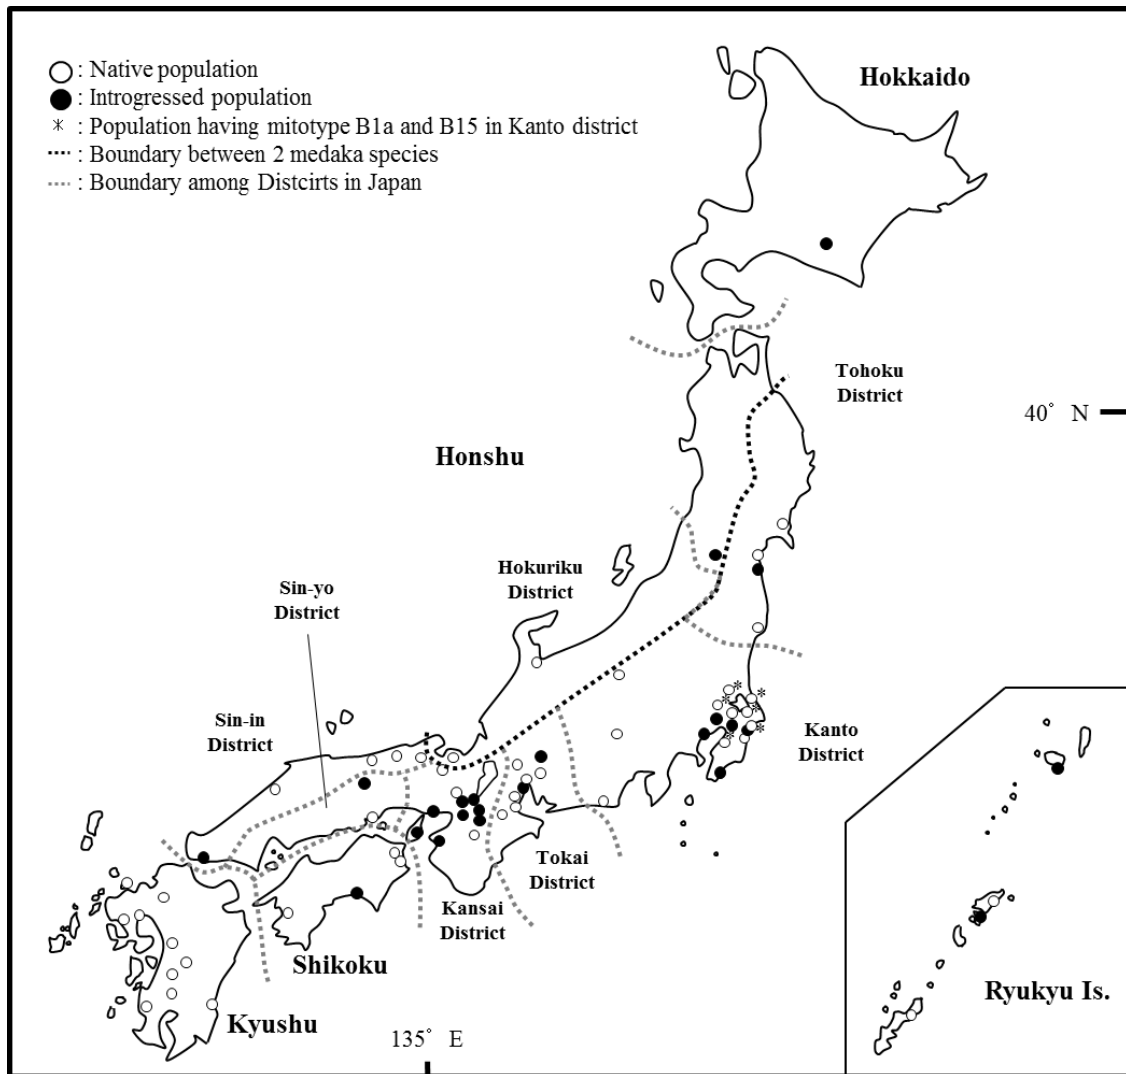 : Native population
: Introgressed population
* : Population having mitotype B1a and B15 in Kanto district
: Boundary between 2 medaka species
: Boundary among Distcirts in Japan
Hokkaido
Tohoku
District
40° N
Honshu
Hokuriku
District
Sin-yo
District
Sin-in
District
Kanto
District
Tokai
District
Kansai
District
Shikoku
Kyushu
135° E
Ryukyu Is.